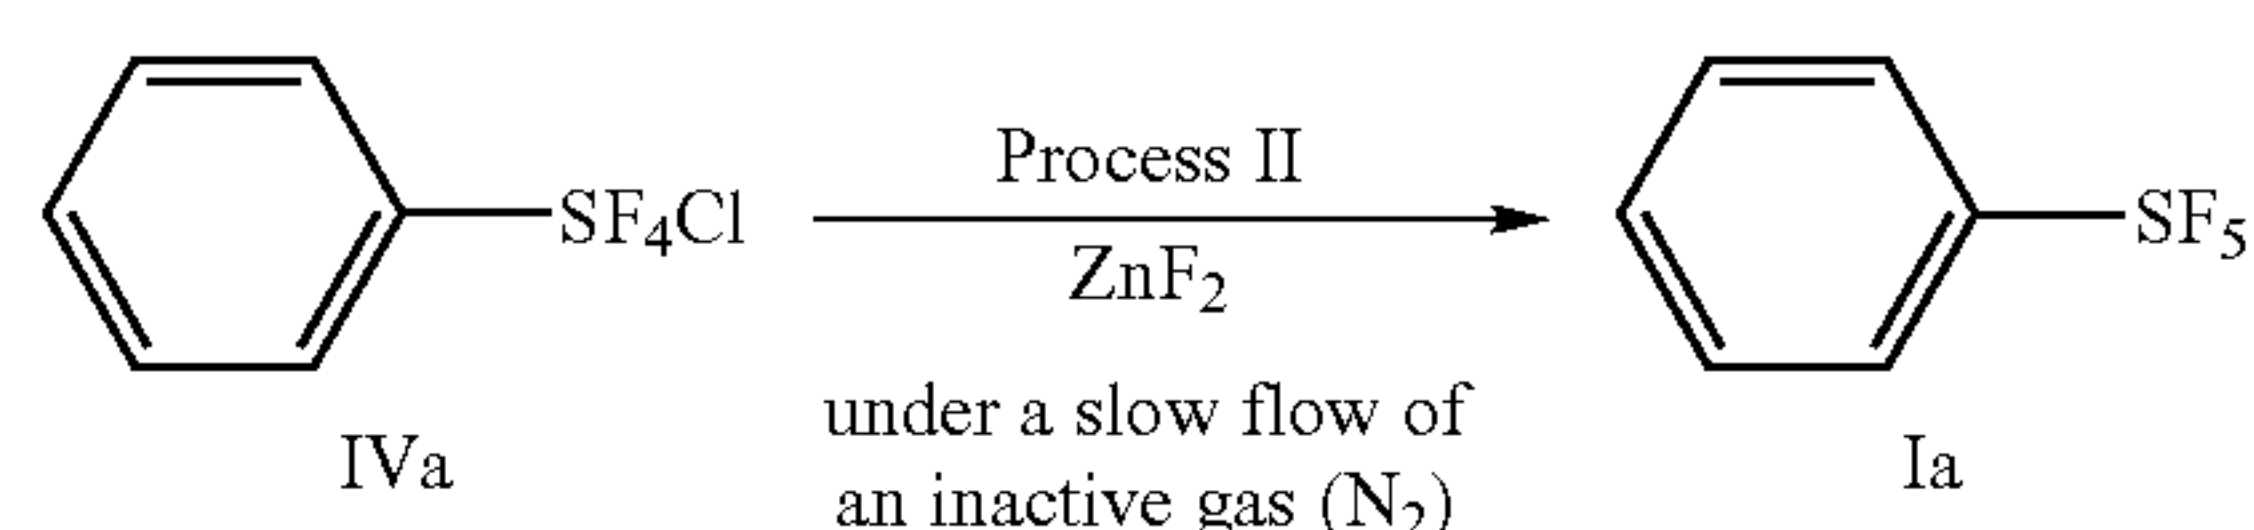 Process II
SF₄Cl
SF₅
ZnF₂
under a slow flow of
an inactive gas (N₂)
IVa
Ia